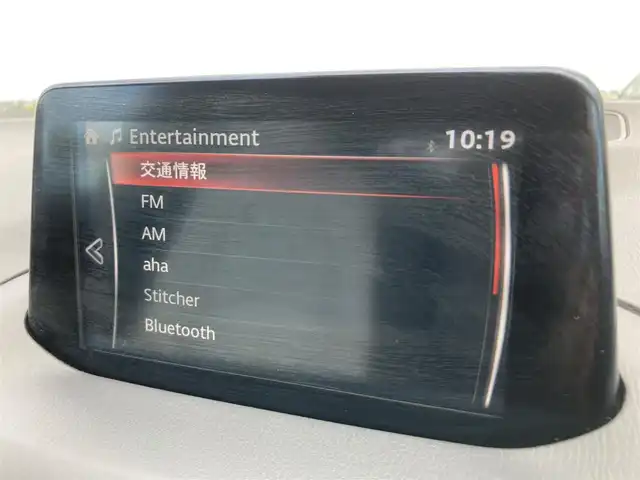 Entertainment 10:19
交通情報
FM
AM
aha
Stitcher
Bluetooth